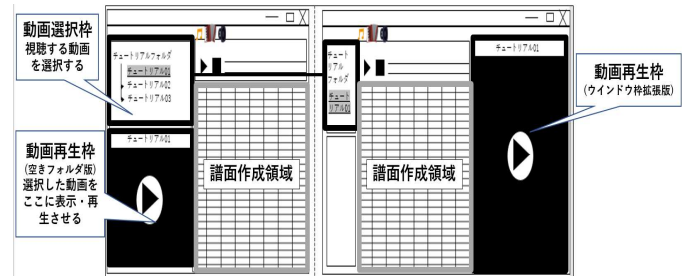 動画選択枠
視聴する動画
を選択する
チュートリアルフォルダ
チュートリアル01
チュートリアル02
チュートリアル03
動画再生枠
(空きフォルダ版)
選択した動画を
ここに表示・再
生させる
チュートリアル01
譜面作成領域
チュート
リアル
フォルダ
チュート
リアル01
譜面作成領域
チュートリアル01
動画再生枠
(ウインドウ枠拡張版)